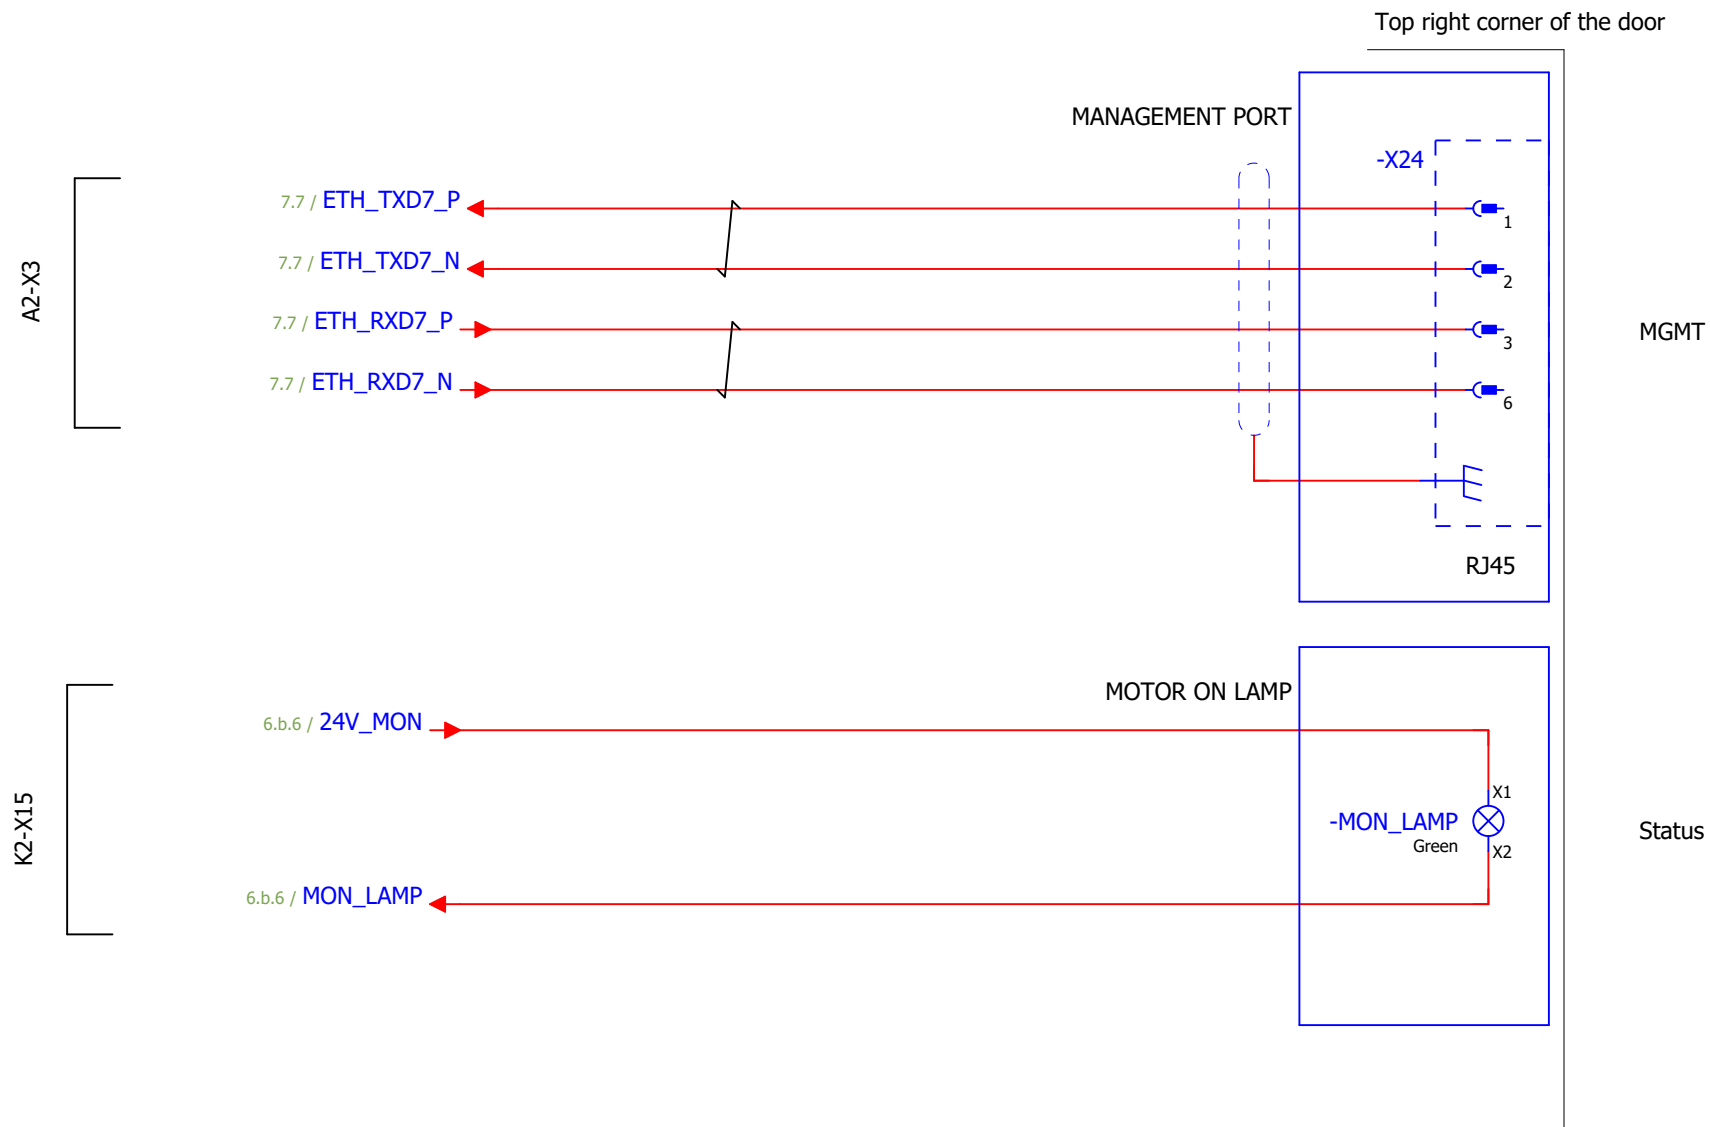 Top right corner of the door
MANAGEMENT PORT
-X24
A2-X3
7.7 / ETH_TXD7_P
1
7.7 / ETH_TXD7_N
2
7.7 / ETH_RXD7_P
3
MGMT
7.7 / ETH_RXD7_N
6
RJ45
MOTOR ON LAMP
K2-X15
6.b.6 / 24V_MON
X1
-MON_LAMP
Green
X2
Status
6.b.6 / MON_LAMP